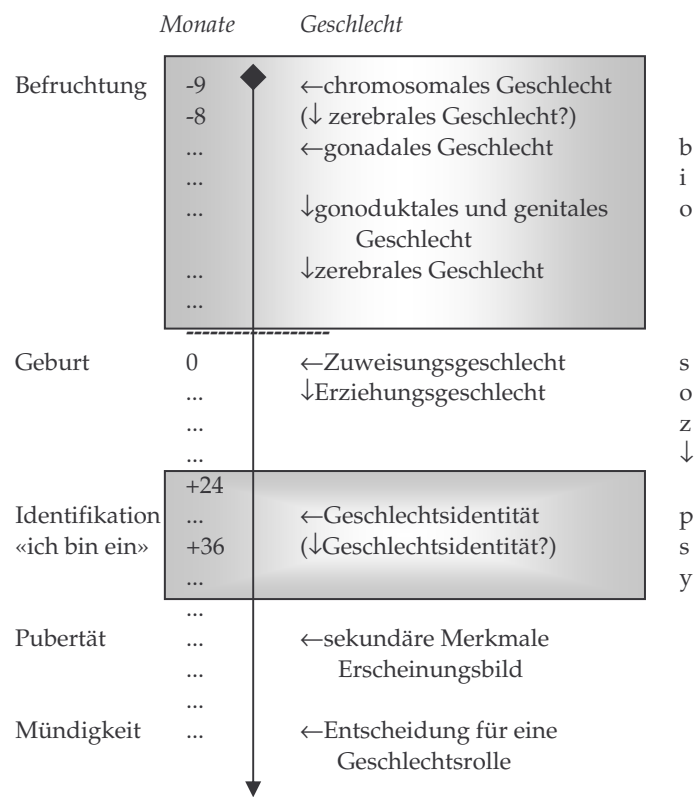 Monate Geschlecht
Befruchtung -9 ←chromosomales Geschlecht
-8 (↓ zerebrales Geschlecht?)
... ←gonadales Geschlecht b
... i
... ↓gonoduktales und genitales o
Geschlecht
... ↓zerebrales Geschlecht
...
Geburt 0 ←Zuweisungsgeschlecht s
... ↓Erziehungsgeschlecht o
... z
... ↓
+24
Identifikation ... ←Geschlechtsidentität p
«ich bin ein» +36 (↓Geschlechtsidentität?) s
... y
...
Pubertät ... ←sekundäre Merkmale
... Erscheinungsbild
...
Mündigkeit ... ←Entscheidung für eine
Geschlechtsrolle